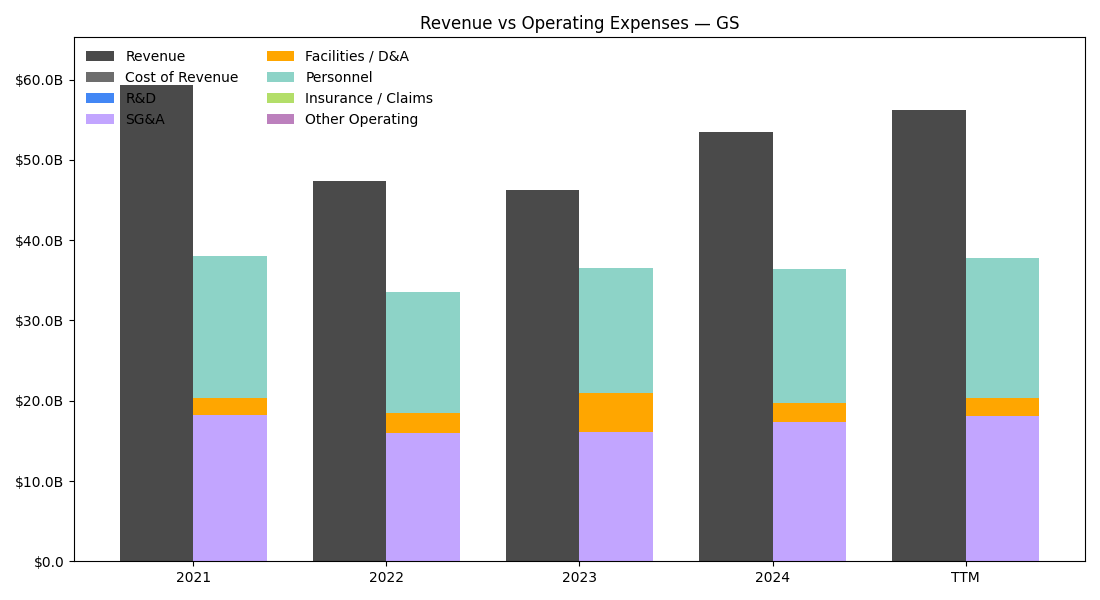 Revenue vs Operating Expenses — GS
Revenue
Cost of Revenue
R&D
SG&A
Facilities / D&A
Personnel
Insurance / Claims
Other Operating
$60.0B
$50.0B
$40.0B
$30.0B
$20.0B
$10.0B
$0.0
2021 2022 2023 2024 TTM